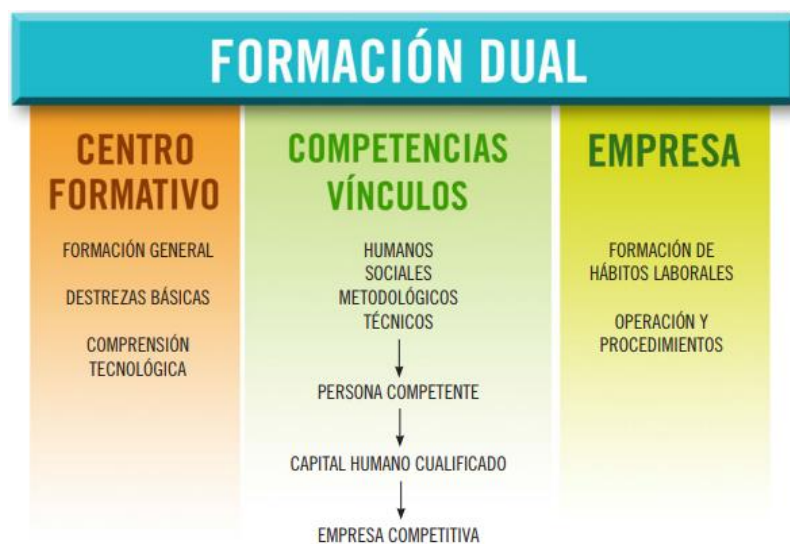 FORMACIÓN DUAL
CENTRO
FORMATIVO
FORMACIÓN GENERAL
DESTREZAS BÁSICAS
COMPRENSIÓN
TECNOLÓGICA
COMPETENCIAS
VÍNCULOS
HUMANOS
SOCIALES
METODOLÓGICOS
TÉCNICOS
PERSONA COMPETENTE
CAPITAL HUMANO CUALIFICADO
EMPRESA COMPETITIVA
EMPRESA
FORMACIÓN DE
HÁBITOS LABORALES
OPERACIÓN Y
PROCEDIMIENTOS